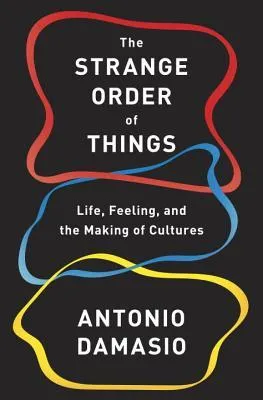 The
STRANGE
ORDER of
THINGS
Life, Feeling, and
the Making of Cultures
ANTONIO
DAMASIO